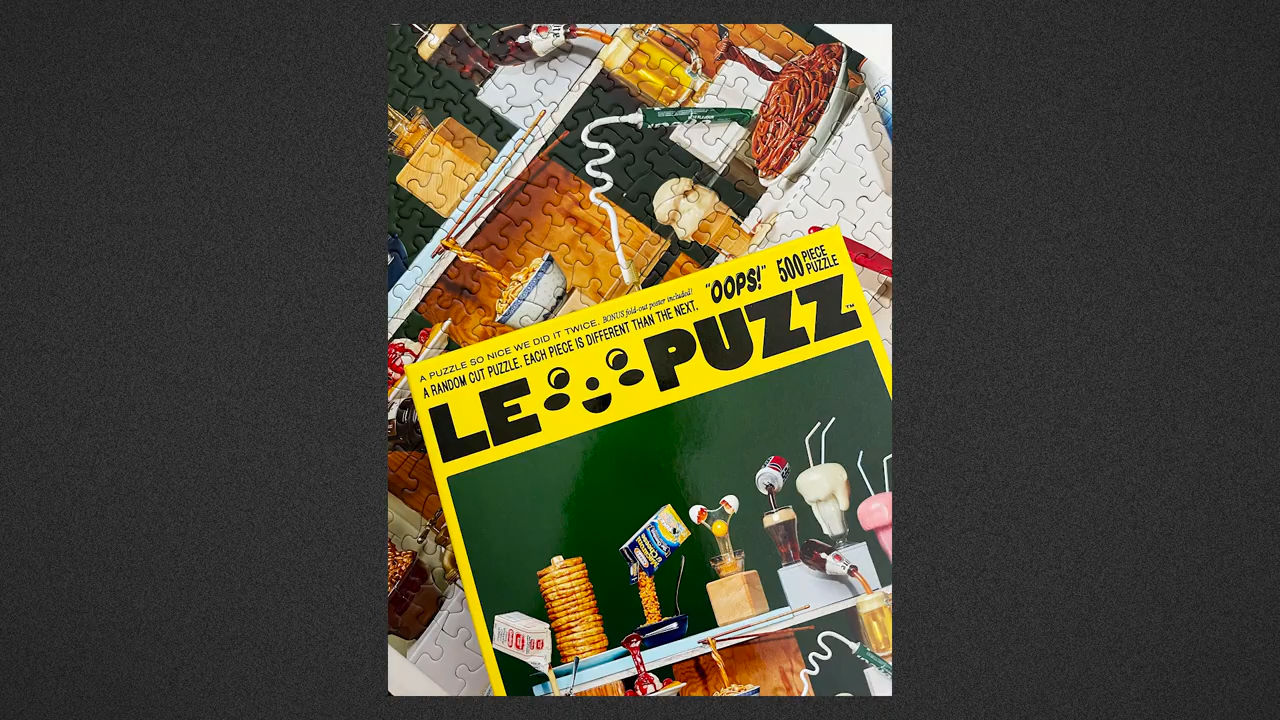 A PUZZLE SO NICE WE DID IT TWICE. BONUS fold-out poster included!
A RANDOM CUT PUZZLE. EACH PIECE IS DIFFERENT THAN THE NEXT.
"OOPS!"
500 PIECE
PUZZLE
LE PUZZ™